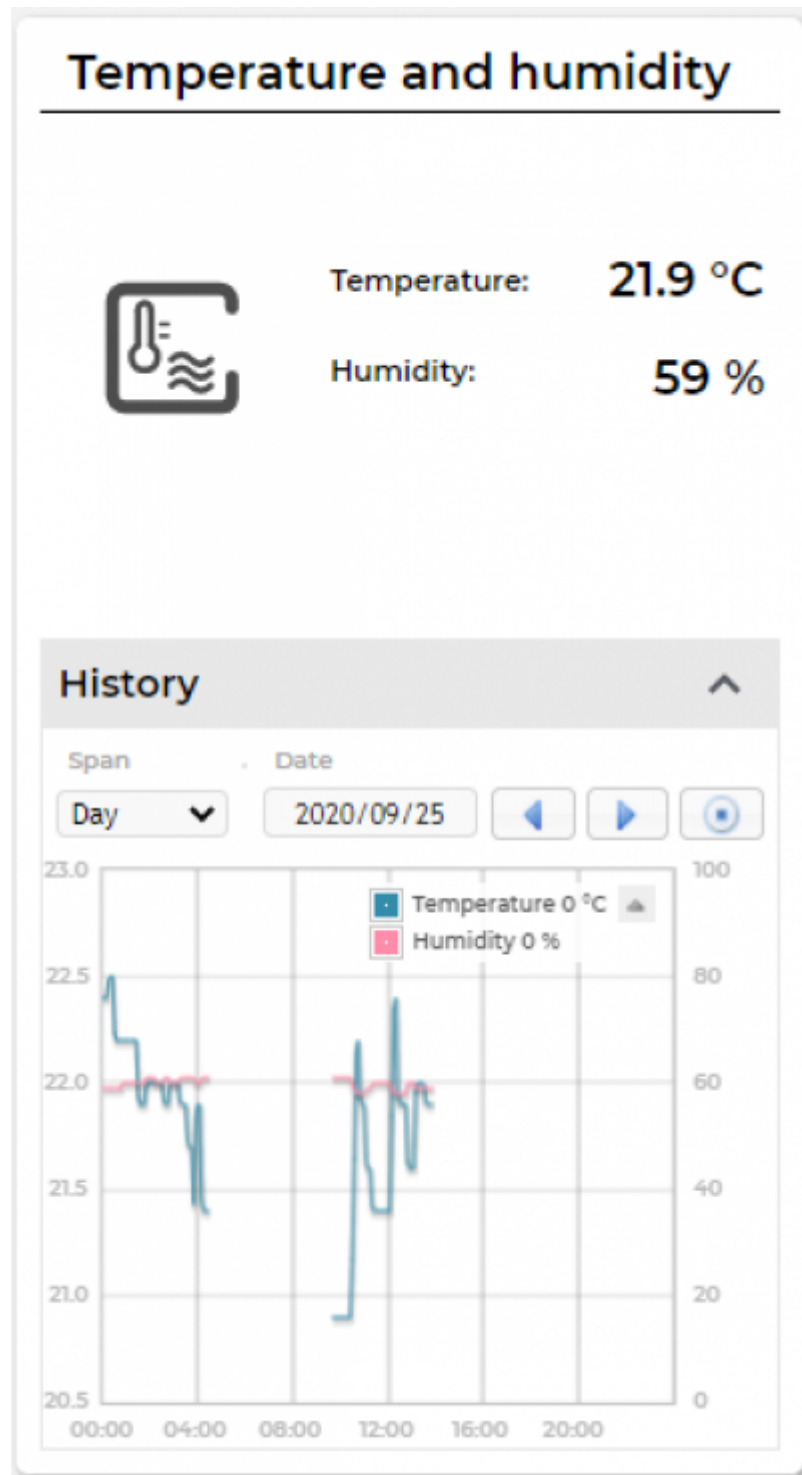 Temperature and humidity
Temperature: 21.9 °C
Humidity: 59 %
History
Span . Date
Day 2020/09/25
23.0 100
Temperature 0 °C
Humidity 0 %
22.5 80
22.0 60
21.5 40
21.0 20
20.5 0
00:00 04:00 08:00 12:00 16:00 20:00